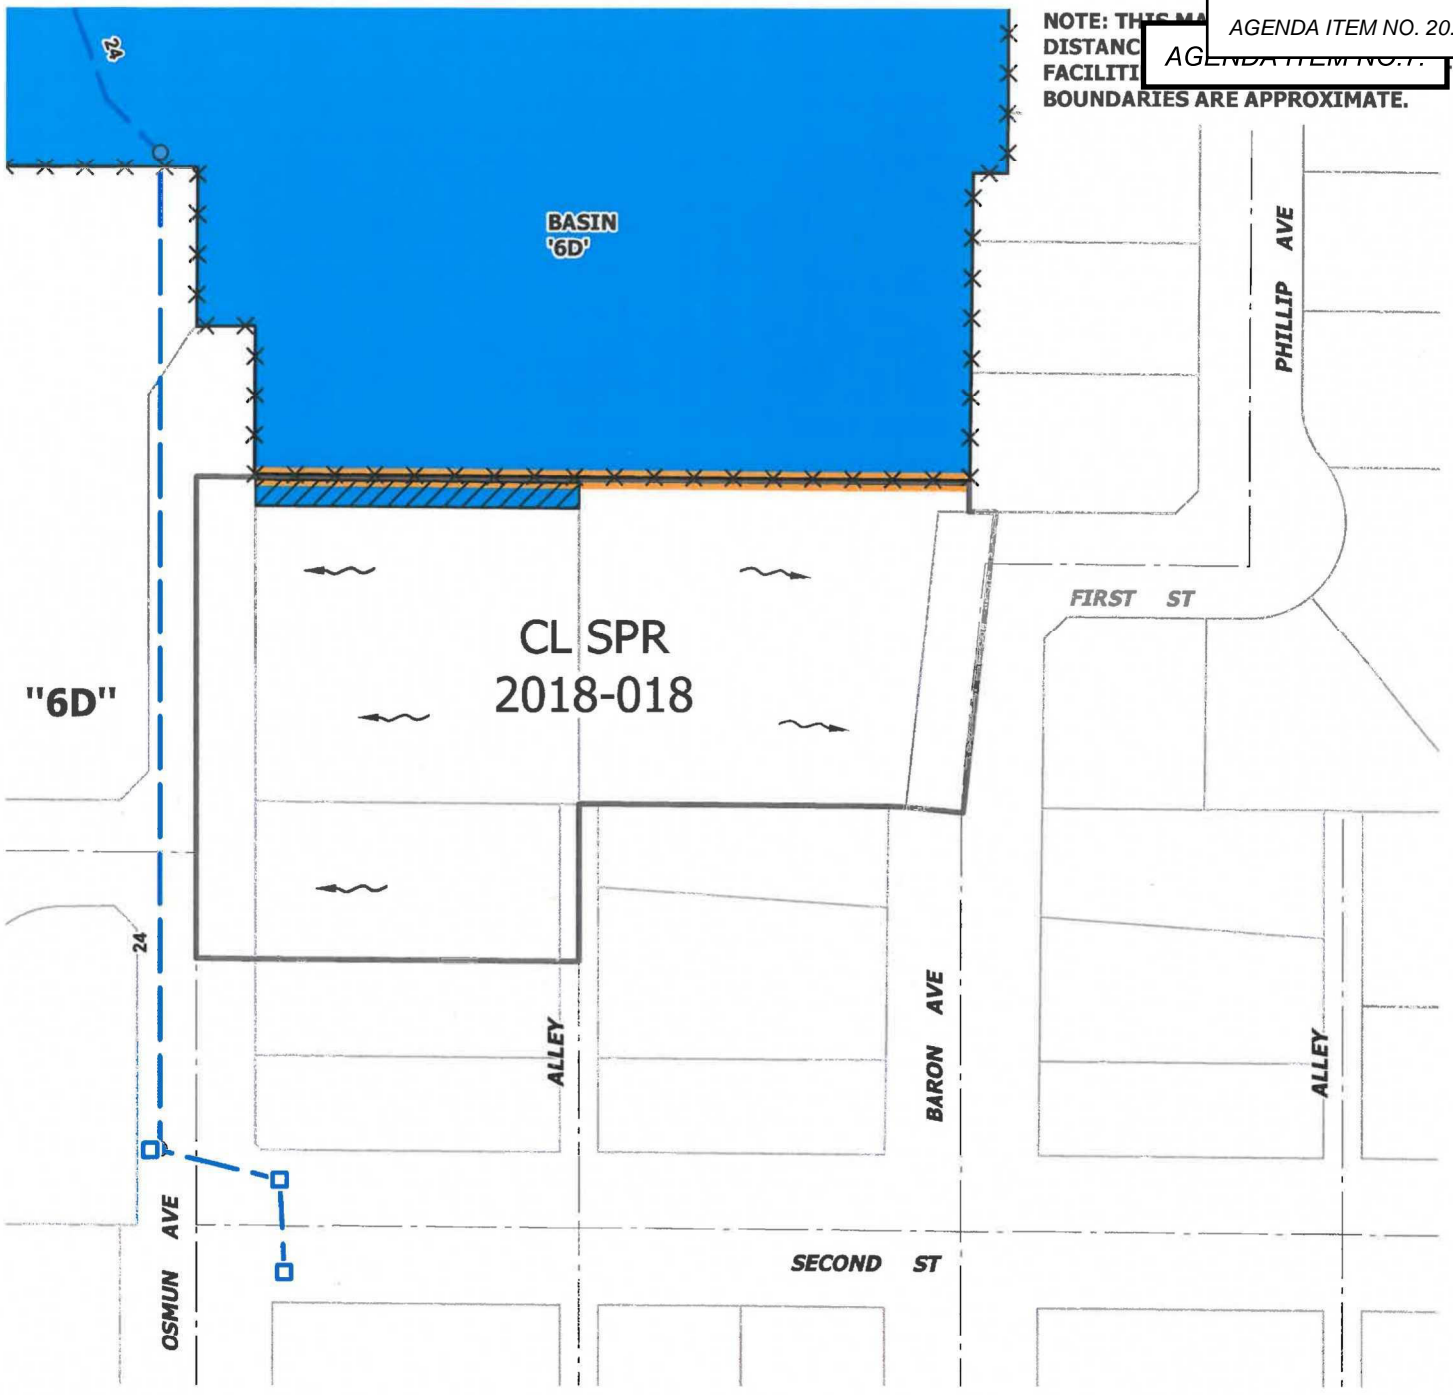 NOTE: THIS
AGENDA ITEM NO. 20.
DISTANC
FACILITI
BOUNDARIES ARE APPROXIMATE.
24
BASIN
'6D'
PHILLIP AVE
FIRST ST
CL SPR
2018-018
"6D"
24
ALLEY
BARON AVE
ALLEY
OSMUN AVE
SECOND ST